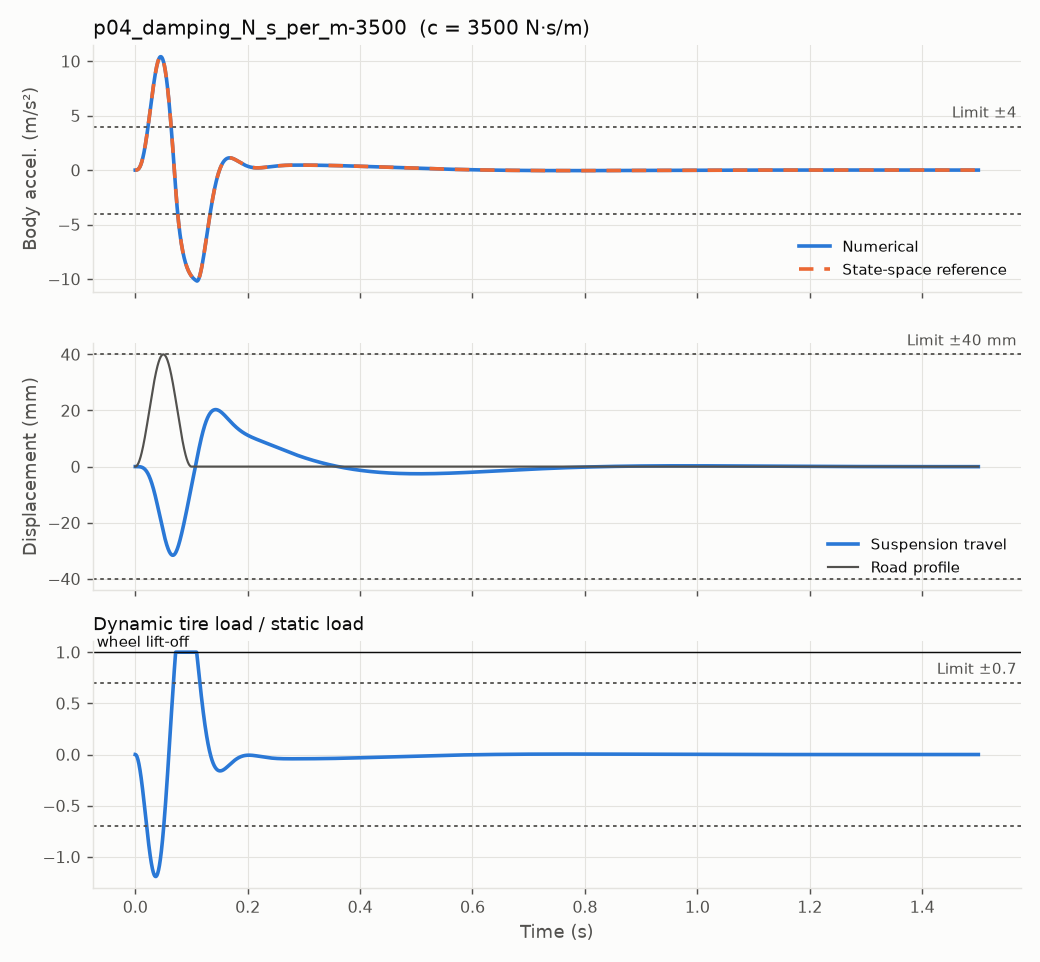 p04_damping_N_s_per_m-3500  (c = 3500 N·s/m)
Body accel. (m/s²)
10
5
0
−5
−10
Limit ±4
Numerical
State-space reference
Displacement (mm)
40
20
0
−20
−40
Limit ±40 mm
Suspension travel
Road profile
Dynamic tire load / static load
wheel lift-off
1.0
0.5
0.0
−0.5
−1.0
Limit ±0.7
0.0 0.2 0.4 0.6 0.8 1.0 1.2 1.4
Time (s)